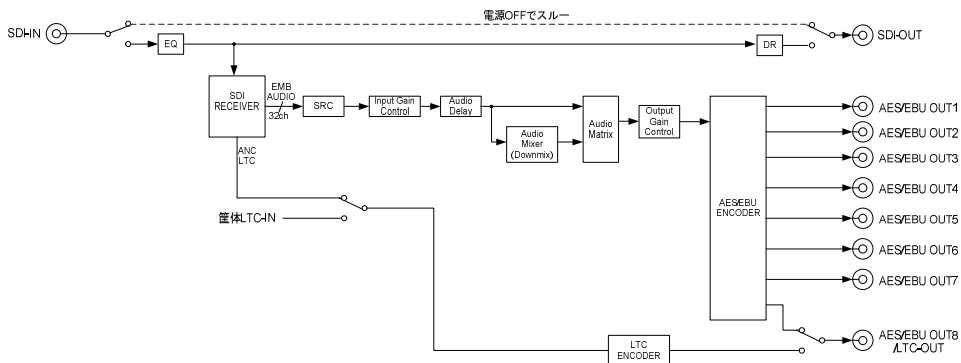 電源OFFでスルー
SDI-IN
EQ
DR
SDI-OUT
SDI
RECEIVER
EMB
AUDIO
32ch
SRC
Input Gain
Control
Audio
Delay
Audio
Mixer
(Downmix)
Audio
Matrix
Output
Gain
Control
AES/EBU
ENCODER
AES/EBU OUT1
AES/EBU OUT2
AES/EBU OUT3
AES/EBU OUT4
AES/EBU OUT5
AES/EBU OUT6
AES/EBU OUT7
AES/EBU OUT8
/LTC-OUT
ANC
LTC
筐体LTC-IN
LTC
ENCODER